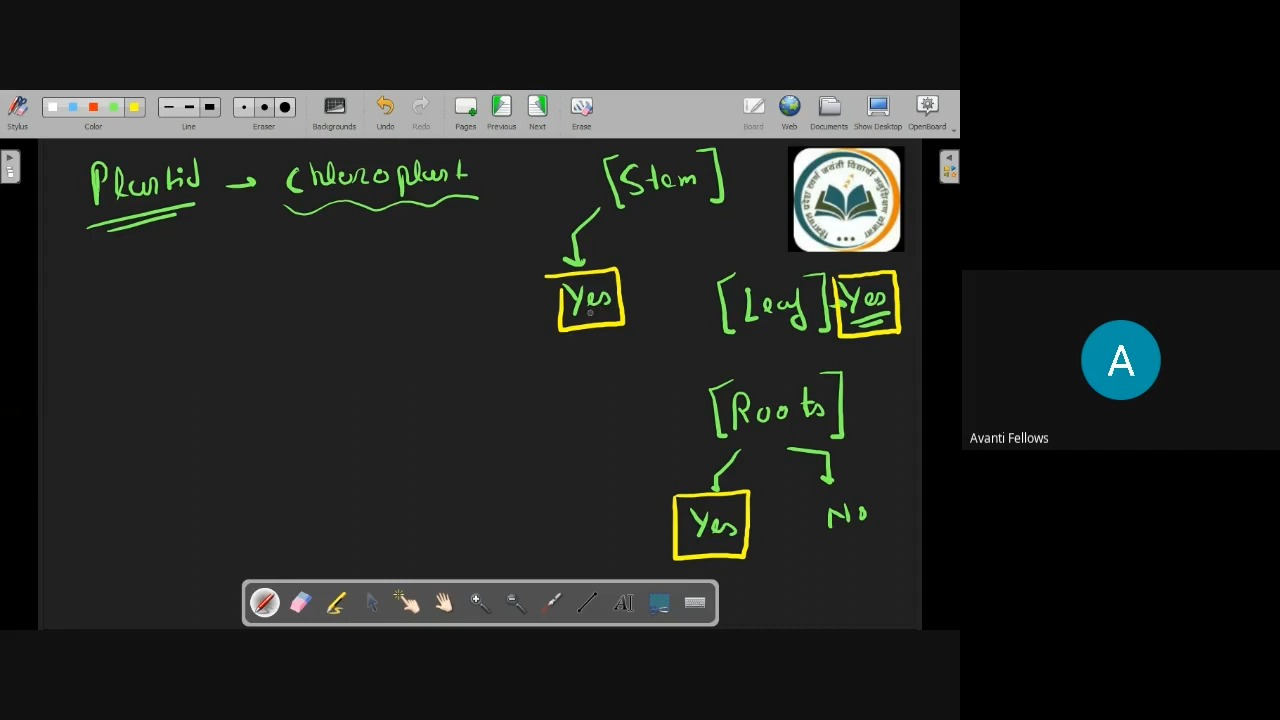 Stylus
Color
Line
Eraser
Backgrounds
Undo
Redo
Pages
Previous
Next
Erase
Board
Web
Documents
Show Desktop
OpenBoard
Plastid → Chloroplast
[Stem]
Yes
[Leaf] → Yes
[Roots]
Yes
No
A
Avanti Fellows